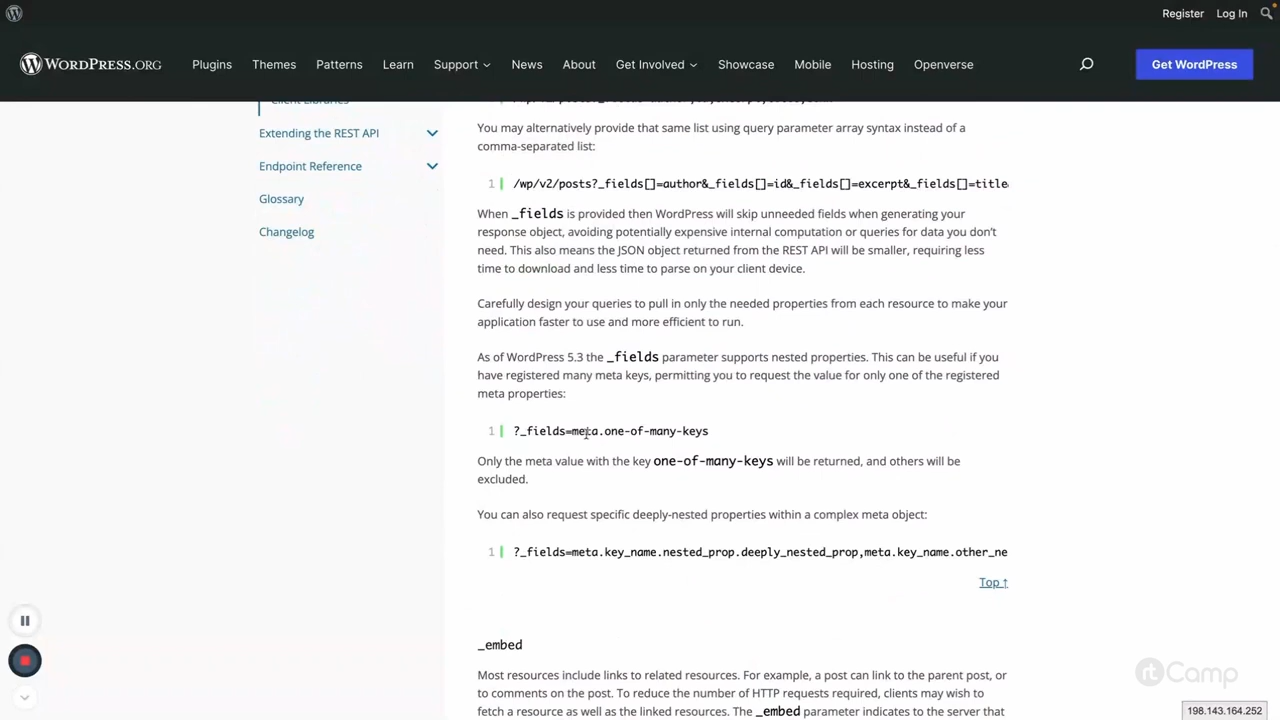 Register Log In
WORDPRESS.ORG Plugins Themes Patterns Learn Support News About Get Involved Showcase Mobile Hosting Openverse Get WordPress
Client Libraries
Extending the REST API
Endpoint Reference
Glossary
Changelog
You may alternatively provide that same list using query parameter array syntax instead of a
comma-separated list:
1 /wp/v2/posts?_fields[]=author&_fields[]=id&_fields[]=excerpt&_fields[]=title
When _fields is provided then WordPress will skip unneeded fields when generating your
response object, avoiding potentially expensive internal computation or queries for data you don't
need. This also means the JSON object returned from the REST API will be smaller, requiring less
time to download and less time to parse on your client device.
Carefully design your queries to pull in only the needed properties from each resource to make your
application faster to use and more efficient to run.
As of WordPress 5.3 the _fields parameter supports nested properties. This can be useful if you
have registered many meta keys, permitting you to request the value for only one of the registered
meta properties:
1 ?_fields=meta.one-of-many-keys
Only the meta value with the key one-of-many-keys will be returned, and others will be
excluded.
You can also request specific deeply-nested properties within a complex meta object:
1 ?_fields=meta.key_name.nested_prop.deeply_nested_prop,meta.key_name.other_ne
Top ↑
_embed
Most resources include links to related resources. For example, a post can link to the parent post, or
to comments on the post. To reduce the number of HTTP requests required, clients may wish to
fetch a resource as well as the linked resources. The _embed parameter indicates to the server that
rtCamp
198.143.164.252